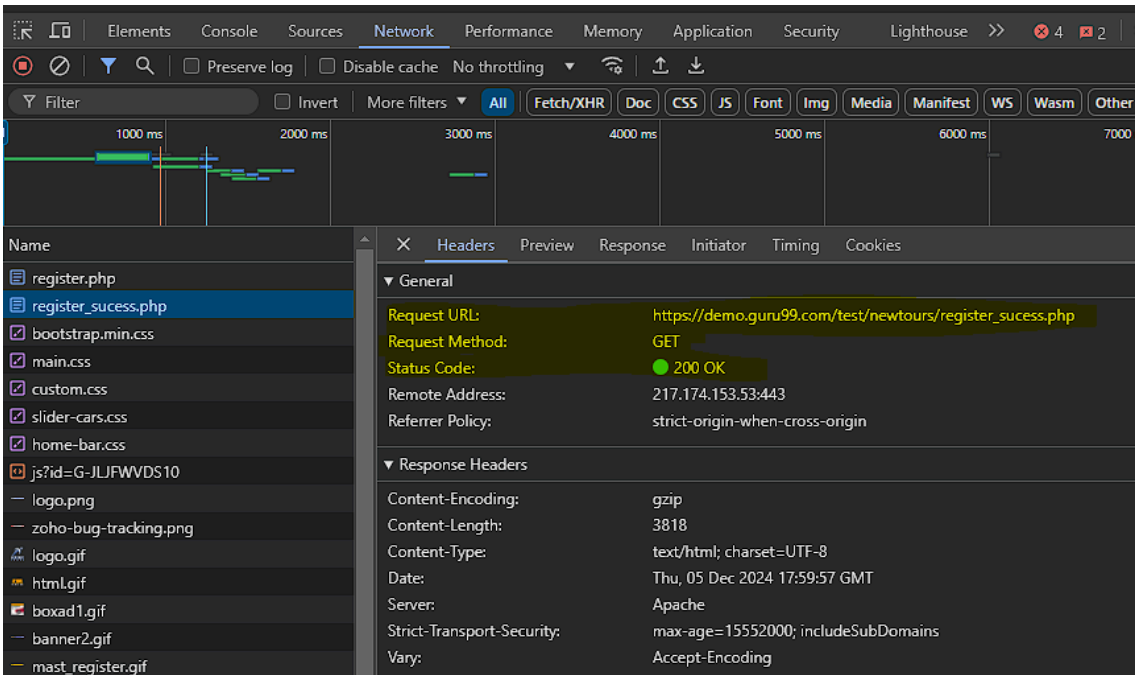 Elements Console Sources Network Performance Memory Application Security Lighthouse 4 2
Preserve log Disable cache No throttling
Filter Invert More filters All Fetch/XHR Doc CSS JS Font Img Media Manifest WS Wasm Other
1000 ms 2000 ms 3000 ms 4000 ms 5000 ms 6000 ms 7000
Name
register.php
register_sucess.php
bootstrap.min.css
main.css
custom.css
slider-cars.css
home-bar.css
js?id=G-JLJFWVDS10
logo.png
zoho-bug-tracking.png
logo.gif
html.gif
boxad1.gif
banner2.gif
mast_register.gif
Headers Preview Response Initiator Timing Cookies
General
Request URL: https://demo.guru99.com/test/newtours/register_sucess.php
Request Method: GET
Status Code: 200 OK
Remote Address: 217.174.153.53:443
Referrer Policy: strict-origin-when-cross-origin
Response Headers
Content-Encoding: gzip
Content-Length: 3818
Content-Type: text/html; charset=UTF-8
Date: Thu, 05 Dec 2024 17:59:57 GMT
Server: Apache
Strict-Transport-Security: max-age=15552000; includeSubDomains
Vary: Accept-Encoding